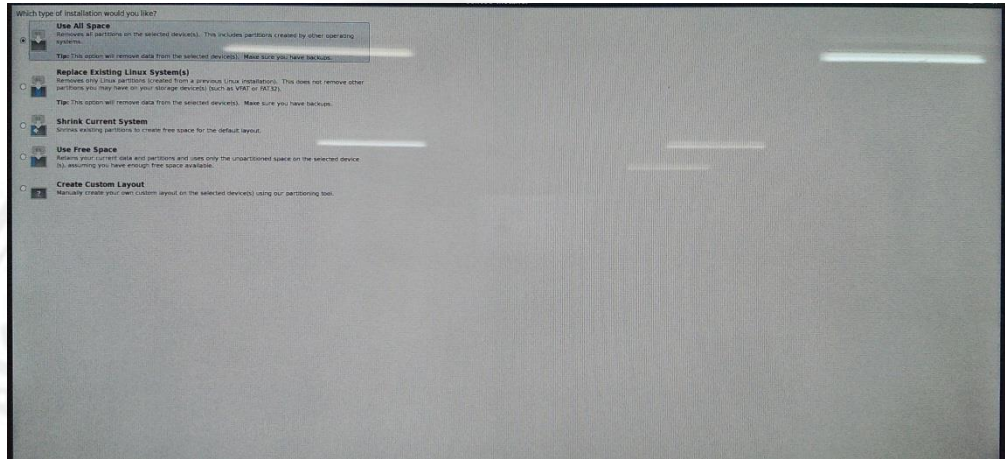 Which type of installation would you like?
Use All Space
Removes all partitions on the selected device(s). This includes partitions created by other operating
systems.
Tip: This option will remove data from the selected device(s). Make sure you have backups.
Replace Existing Linux System(s)
Removes only Linux partitions (created from a previous Linux installation). This does not remove other
partitions you may have on your storage device(s) (such as VFAT or FAT32).
Tip: This option will remove data from the selected device(s). Make sure you have backups.
Shrink Current System
Shrinks existing partitions to create free space for the default layout.
Use Free Space
Retains your current data and partitions and uses only the unpartitioned space on the selected device
(s), assuming you have enough free space available.
Create Custom Layout
Manually create your own custom layout on the selected device(s) using our partitioning tool.